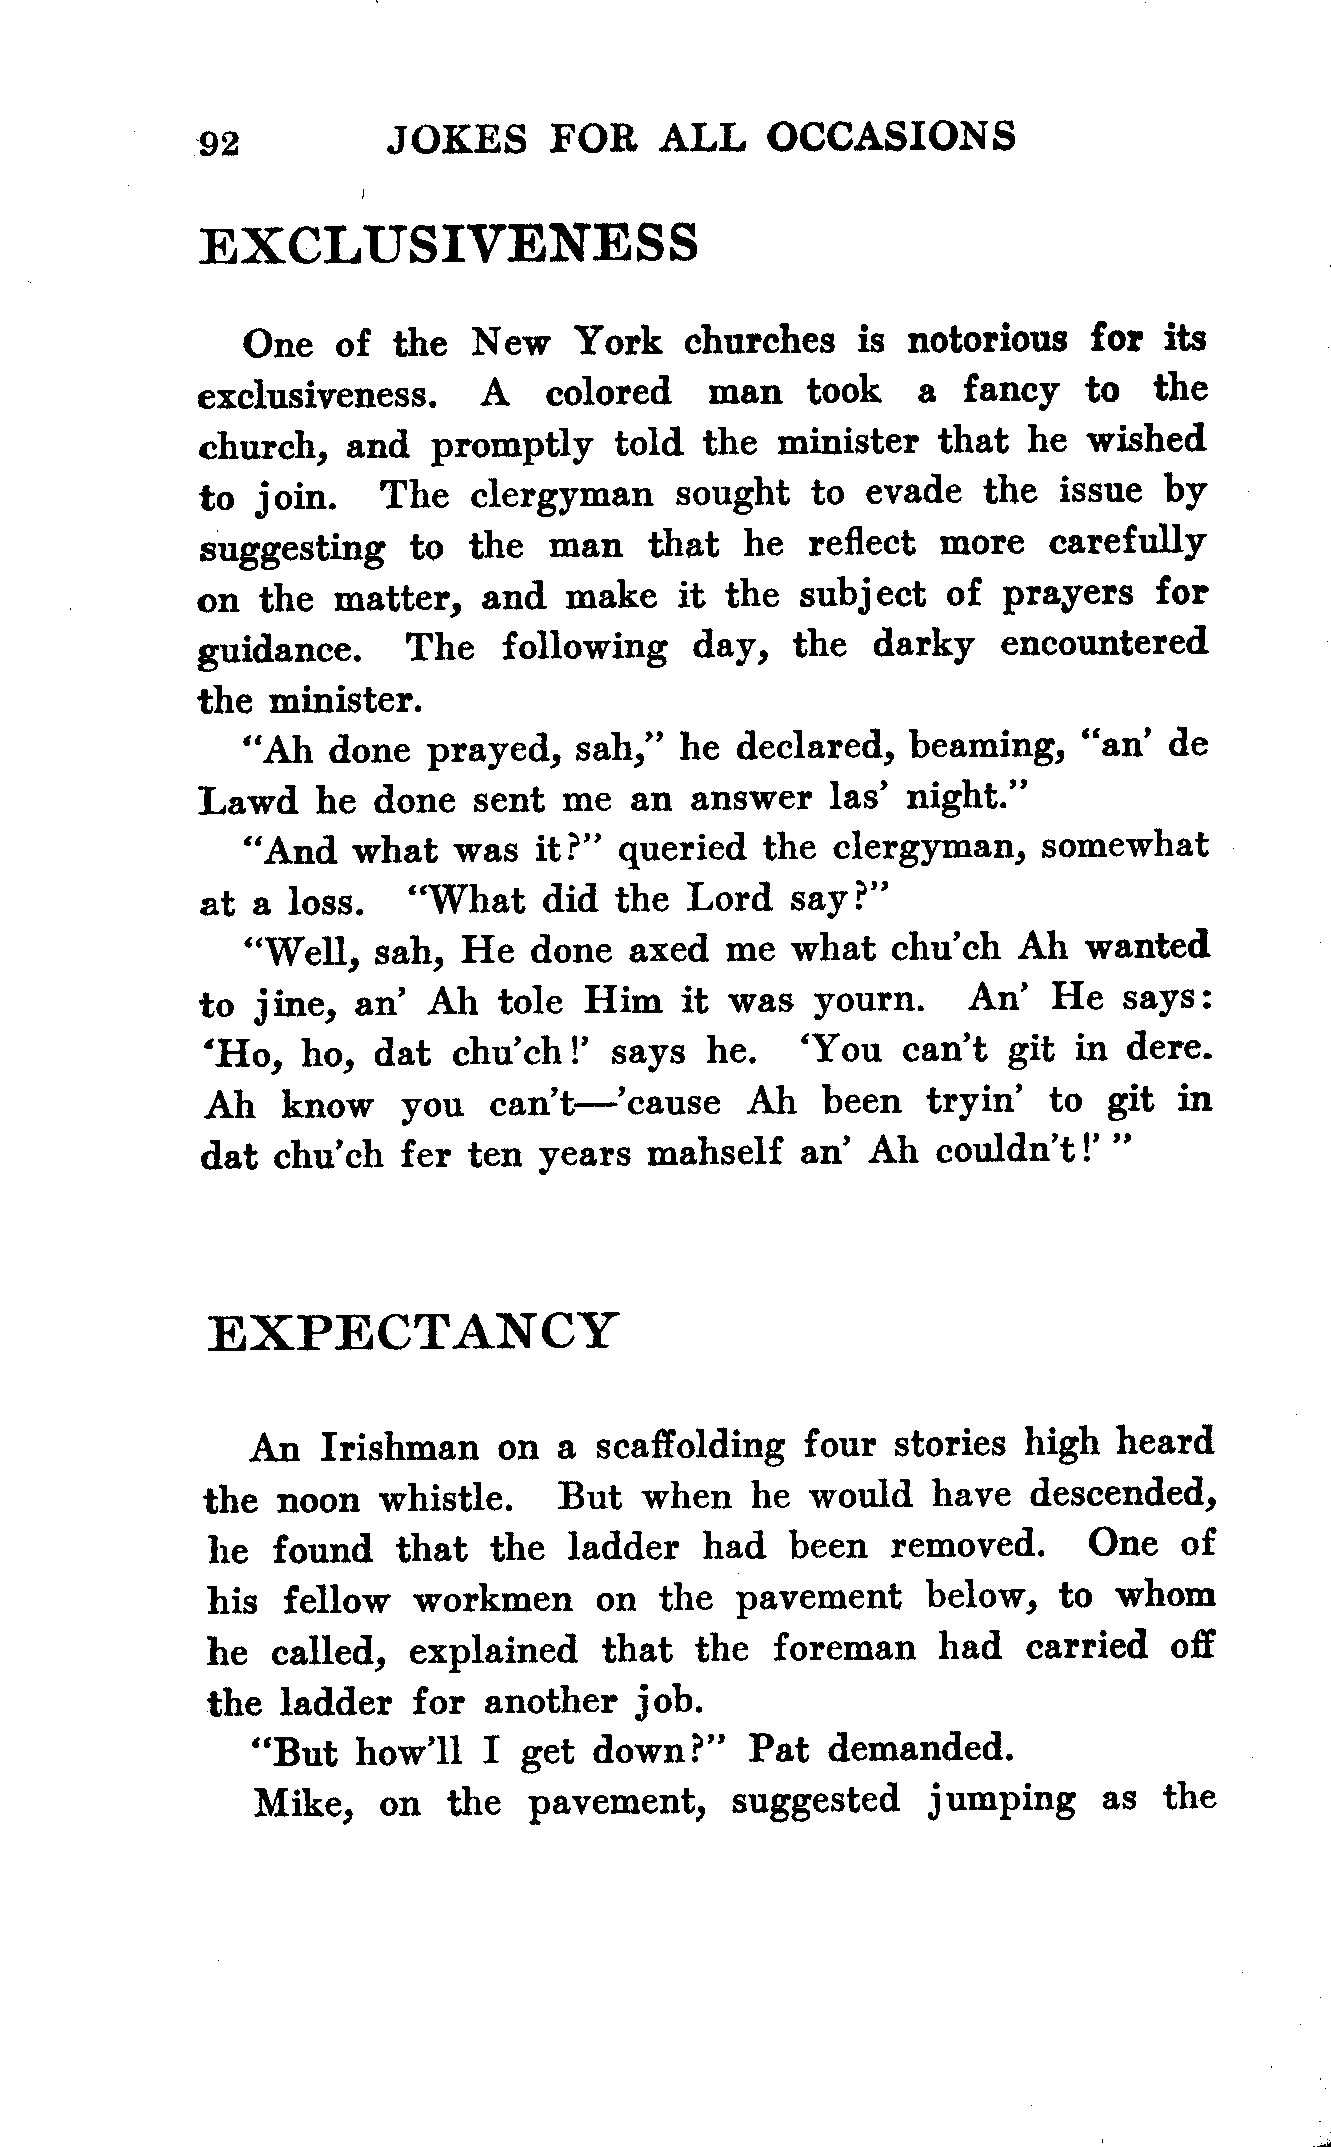 92 JOKES FOR ALL OCCASIONS
EXCLUSIVENESS
One of the New York churches is notorious for its
exclusiveness. A colored man took a fancy to the
church, and promptly told the minister that he wished
to join. The clergyman sought to evade the issue by
suggesting to the man that he reflect more carefully
on the matter, and make it the subject of prayers for
guidance. The following day, the darky encountered
the minister.
"Ah done prayed, sah," he declared, beaming, "an' de
Lawd he done sent me an answer las' night."
"And what was it?" queried the clergyman, somewhat
at a loss. "What did the Lord say?"
"Well, sah, He done axed me what chu'ch Ah wanted
to jine, an' Ah tole Him it was yourn. An' He says:
'Ho, ho, dat chu'ch!' says he. 'You can't git in dere.
Ah know you can't—'cause Ah been tryin' to git in
dat chu'ch fer ten years mahself an' Ah couldn't!' "
EXPECTANCY
An Irishman on a scaffolding four stories high heard
the noon whistle. But when he would have descended,
he found that the ladder had been removed. One of
his fellow workmen on the pavement below, to whom
he called, explained that the foreman had carried off
the ladder for another job.
"But how'll I get down?" Pat demanded.
Mike, on the pavement, suggested jumping as the